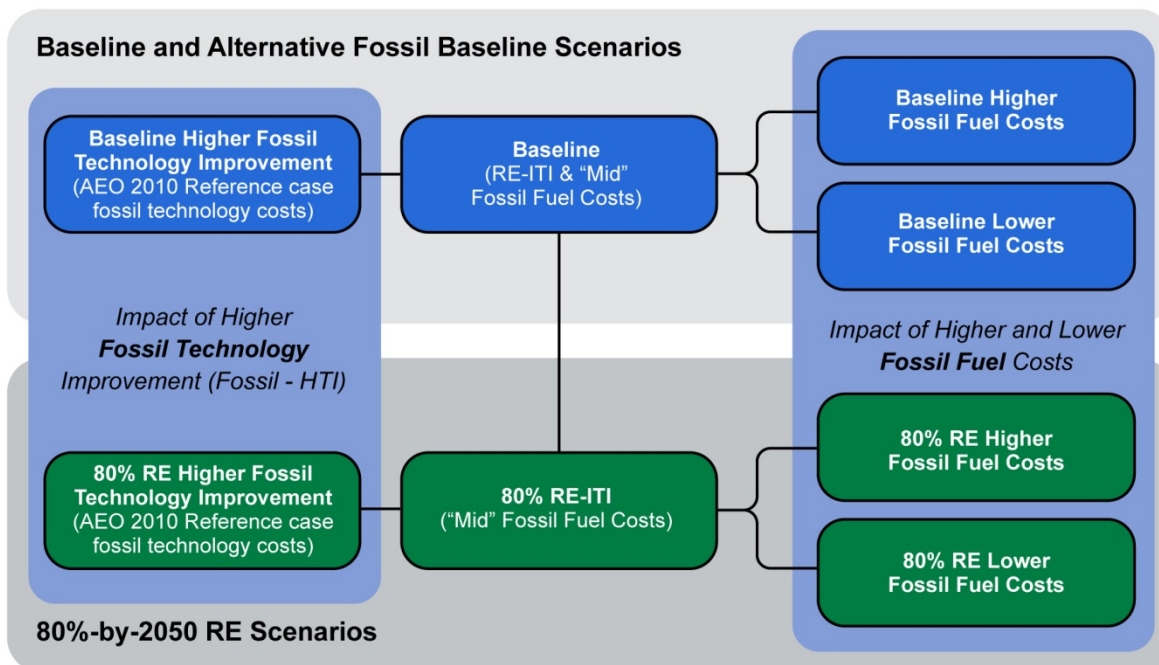 Baseline and Alternative Fossil Baseline Scenarios
Baseline Higher Fossil
Technology Improvement
(AEO 2010 Reference case
fossil technology costs)
Baseline
(RE-ITI & “Mid”
Fossil Fuel Costs)
Baseline Higher
Fossil Fuel Costs
Baseline Lower
Fossil Fuel Costs
Impact of Higher
Fossil Technology
Improvement (Fossil - HTI)
Impact of Higher and Lower
Fossil Fuel Costs
80% RE Higher Fossil
Technology Improvement
(AEO 2010 Reference case
fossil technology costs)
80% RE-ITI
(“Mid” Fossil Fuel Costs)
80% RE Higher
Fossil Fuel Costs
80% RE Lower
Fossil Fuel Costs
80%-by-2050 RE Scenarios